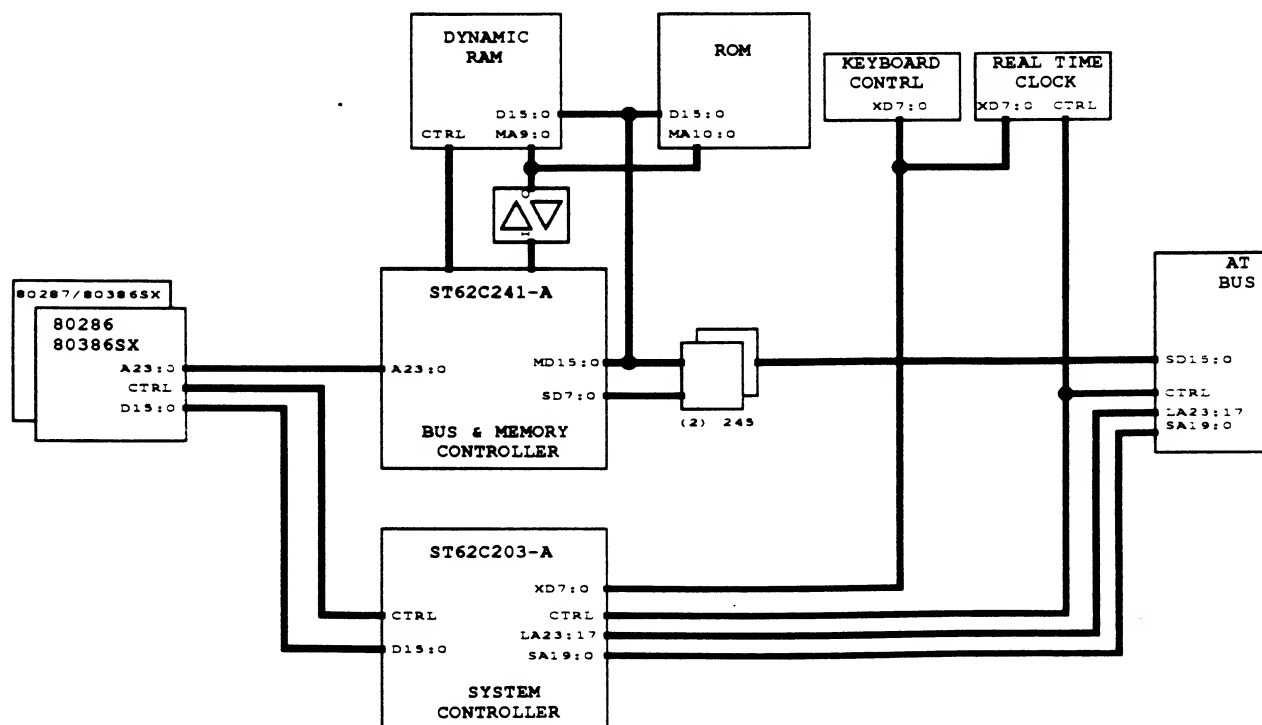 DYNAMIC
RAM
D15:0
CTRL MA9:0
ROM
D15:0
MA10:0
KEYBOARD
CONTRL
XD7:0
REAL TIME
CLOCK
XD7:0 CTRL
O
I
80287/80386SX
80286
80386SX
A23:0
CTRL
D15:0
ST62C241-A
A23:0
MD15:0
SD7:0
BUS & MEMORY
CONTROLLER
(2) 245
AT
BUS
SD15:0
CTRL
LA23:17
SA19:0
ST62C203-A
XD7:0
CTRL
CTRL
LA23:17
D15:0
SA19:0
SYSTEM
CONTROLLER